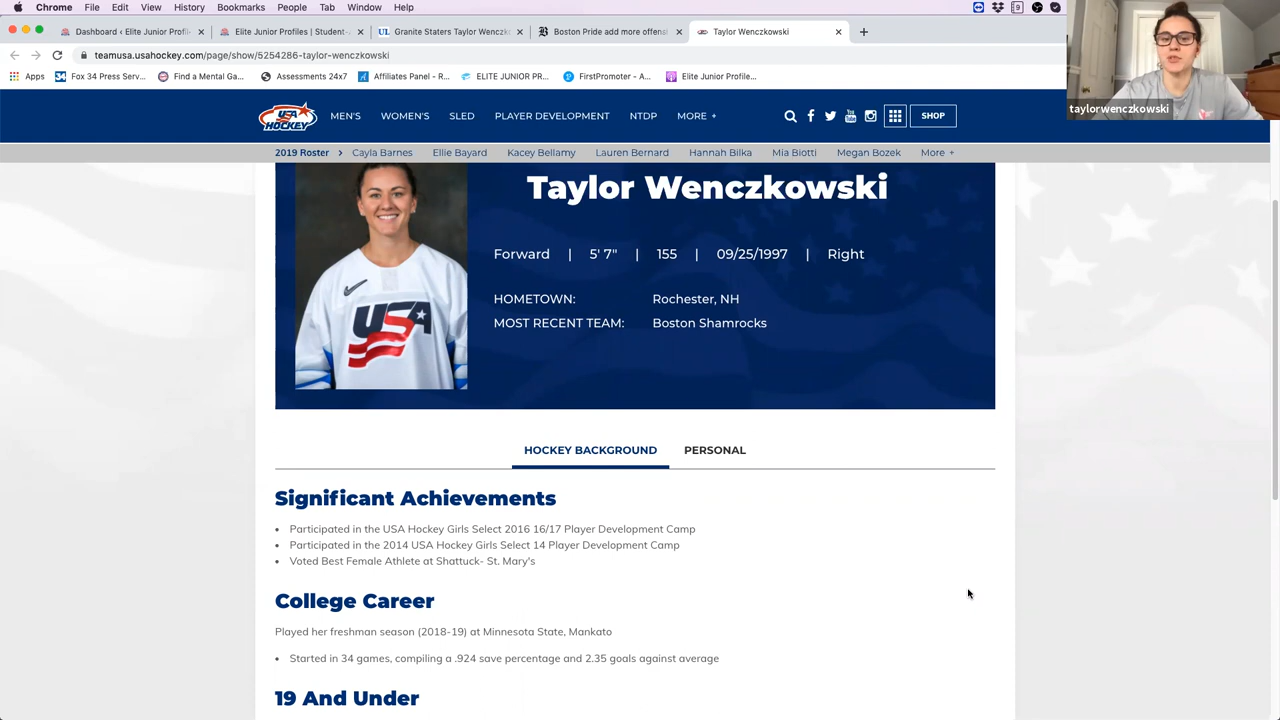 Chrome File Edit View History Bookmarks People Tab Window Help
Dashboard ‹ Elite Junior Profil Elite Junior Profiles | Student- Granite Staters Taylor Wenczk Boston Pride add more offens Taylor Wenczkowski
teamusa.usahockey.com/page/show/5254286-taylor-wenczkowski
Apps Fox 34 Press Serv... Find a Mental Ga... Assessments 24x7 Affiliates Panel - R... ELITE JUNIOR PR... FirstPromoter - A... Elite Junior Profile...
taylorwenczkowski
USA HOCKEY MEN'S WOMEN'S SLED PLAYER DEVELOPMENT NTDP MORE + SHOP
2019 Roster Cayla Barnes Ellie Bayard Kacey Bellamy Lauren Bernard Hannah Bilka Mia Biotti Megan Bozek More +
Taylor Wenczkowski
Forward | 5' 7" | 155 | 09/25/1997 | Right
HOMETOWN: Rochester, NH
MOST RECENT TEAM: Boston Shamrocks
USA
HOCKEY BACKGROUND PERSONAL
Significant Achievements
• Participated in the USA Hockey Girls Select 2016 16/17 Player Development Camp
• Participated in the 2014 USA Hockey Girls Select 14 Player Development Camp
• Voted Best Female Athlete at Shattuck- St. Mary's
College Career
Played her freshman season (2018-19) at Minnesota State, Mankato
• Started in 34 games, compiling a .924 save percentage and 2.35 goals against average
19 And Under